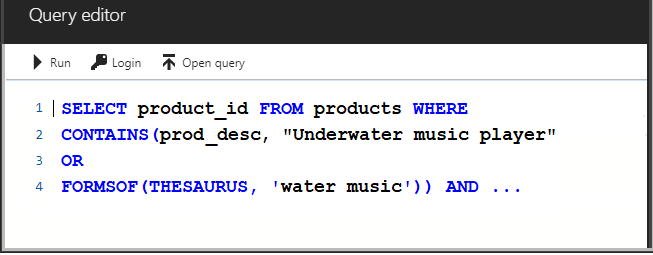 Query editor
Run Login Open query
1 SELECT product_id FROM products WHERE
2 CONTAINS(prod_desc, "Underwater music player"
3 OR
4 FORMSOF(THESAURUS, 'water music')) AND ...